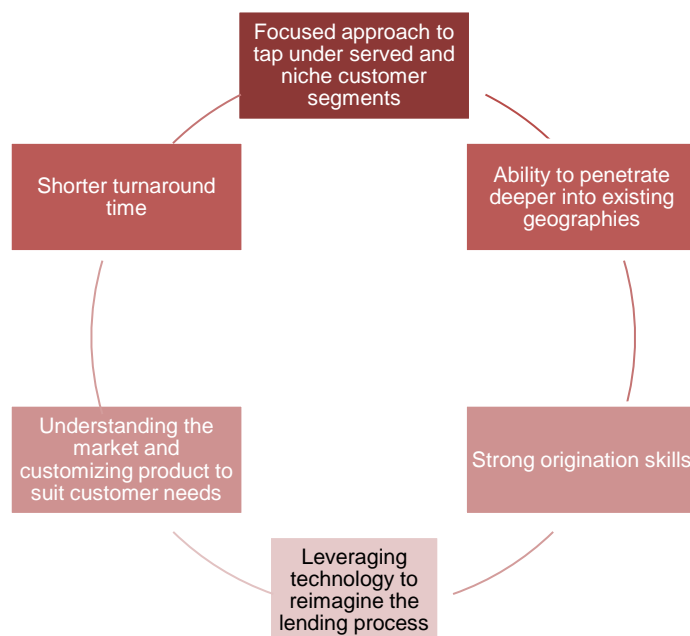 Focused approach to
tap under served and
niche customer
segments
Ability to penetrate
deeper into existing
geographies
Strong origination skills
Leveraging
technology to
reimagine the
lending process
Understanding the
market and
customizing product to
suit customer needs
Shorter turnaround
time